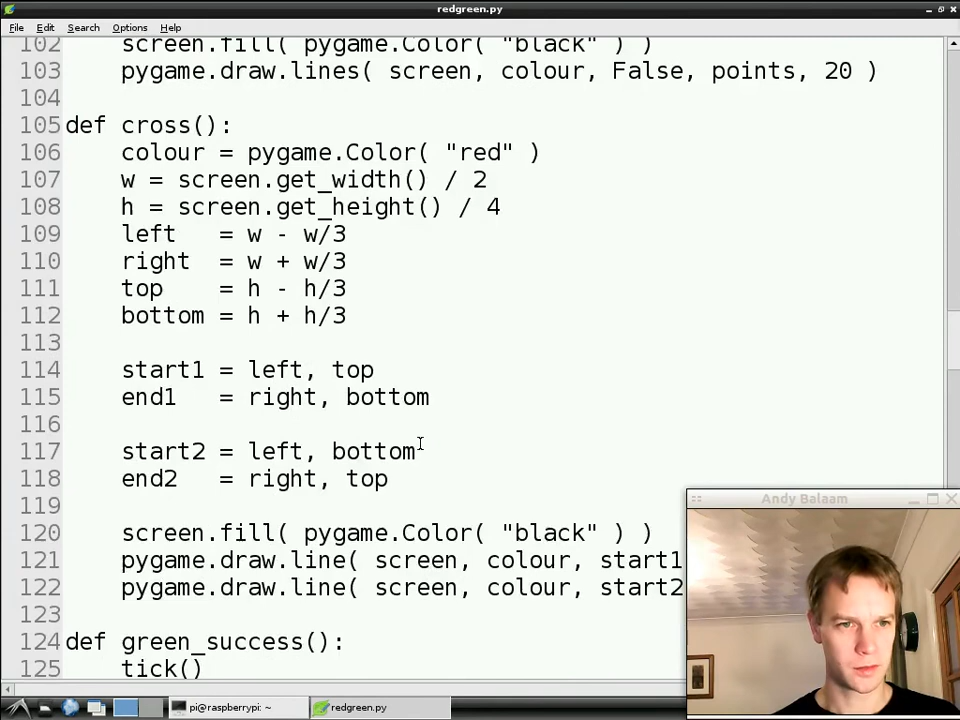 redgreen.py
File Edit Search Options Help
102 screen.fill( pygame.Color( "black" ) )
103 pygame.draw.lines( screen, colour, False, points, 20 )
104
105 def cross():
106 colour = pygame.Color( "red" )
107 w = screen.get_width() / 2
108 h = screen.get_height() / 4
109 left   = w - w/3
110 right  = w + w/3
111 top    = h - h/3
112 bottom = h + h/3
113
114 start1 = left, top
115 end1   = right, bottom
116
117 start2 = left, bottom
118 end2   = right, top
119
120 screen.fill( pygame.Color( "black" ) )
121 pygame.draw.line( screen, colour, start1
122 pygame.draw.line( screen, colour, start2
123
124 def green_success():
125 tick()
Andy Balaam
pi@raspberrypi: ~
redgreen.py